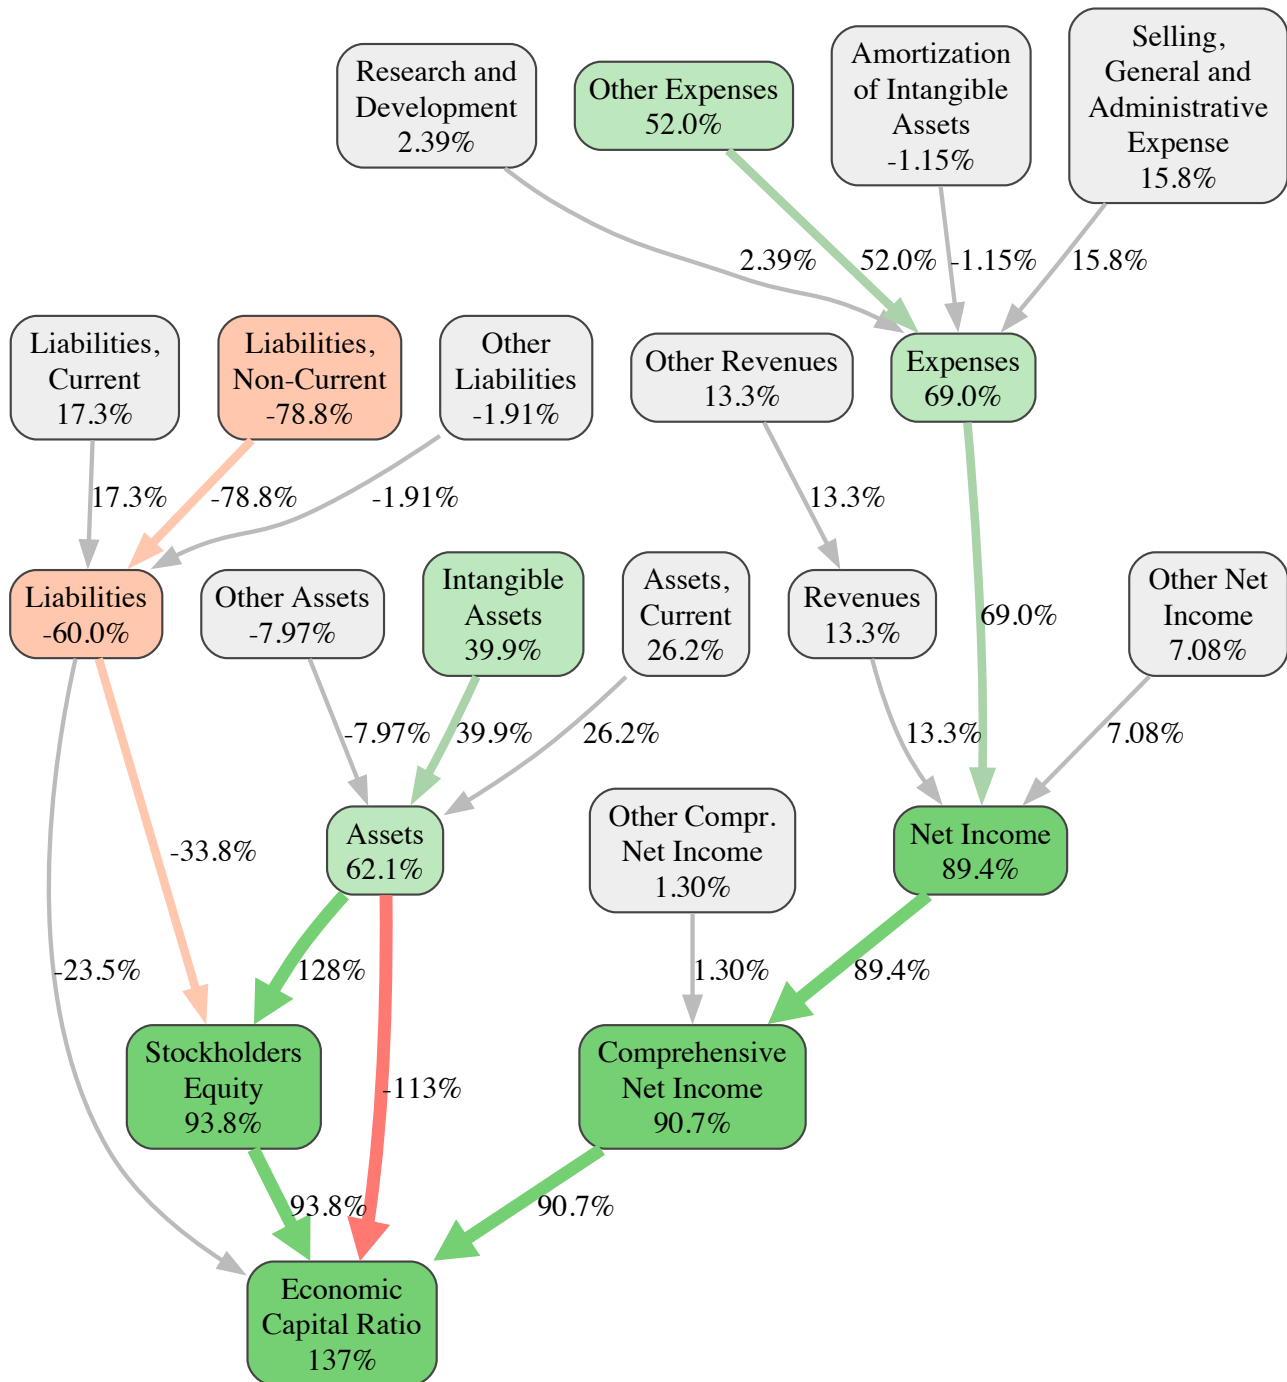 Research and
Development
2.39%
Other Expenses
52.0%
Amortization
of Intangible
Assets
-1.15%
Selling,
General and
Administrative
Expense
15.8%
2.39%
52.0%
-1.15%
15.8%
Liabilities,
Current
17.3%
Liabilities,
Non-Current
-78.8%
Other
Liabilities
-1.91%
Other Revenues
13.3%
Expenses
69.0%
17.3%
-78.8%
-1.91%
13.3%
Liabilities
-60.0%
Other Assets
-7.97%
Intangible
Assets
39.9%
Assets,
Current
26.2%
Revenues
13.3%
69.0%
Other Net
Income
7.08%
-7.97%
39.9%
26.2%
13.3%
7.08%
-33.8%
Assets
62.1%
Other Compr.
Net Income
1.30%
Net Income
89.4%
-23.5%
128%
1.30%
89.4%
Stockholders
Equity
93.8%
-113%
Comprehensive
Net Income
90.7%
93.8%
90.7%
Economic
Capital Ratio
137%